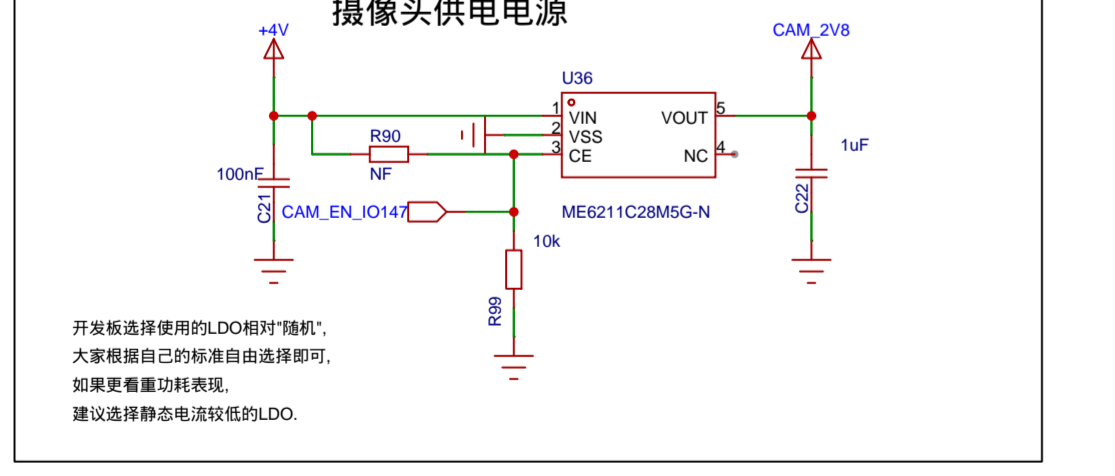 摄像头供电电源
+4V
CAM_2V8
U36
1
VIN
VOUT
5
2
VSS
3
CE
NC
4
R90
NF
1uF
100nF
C21
C22
CAM_EN_IO147
ME6211C28M5G-N
10k
R99
开发板选择使用的LDO相对"随机",
大家根据自己的标准自由选择即可,
如果更看重功耗表现,
建议选择静态电流较低的LDO.